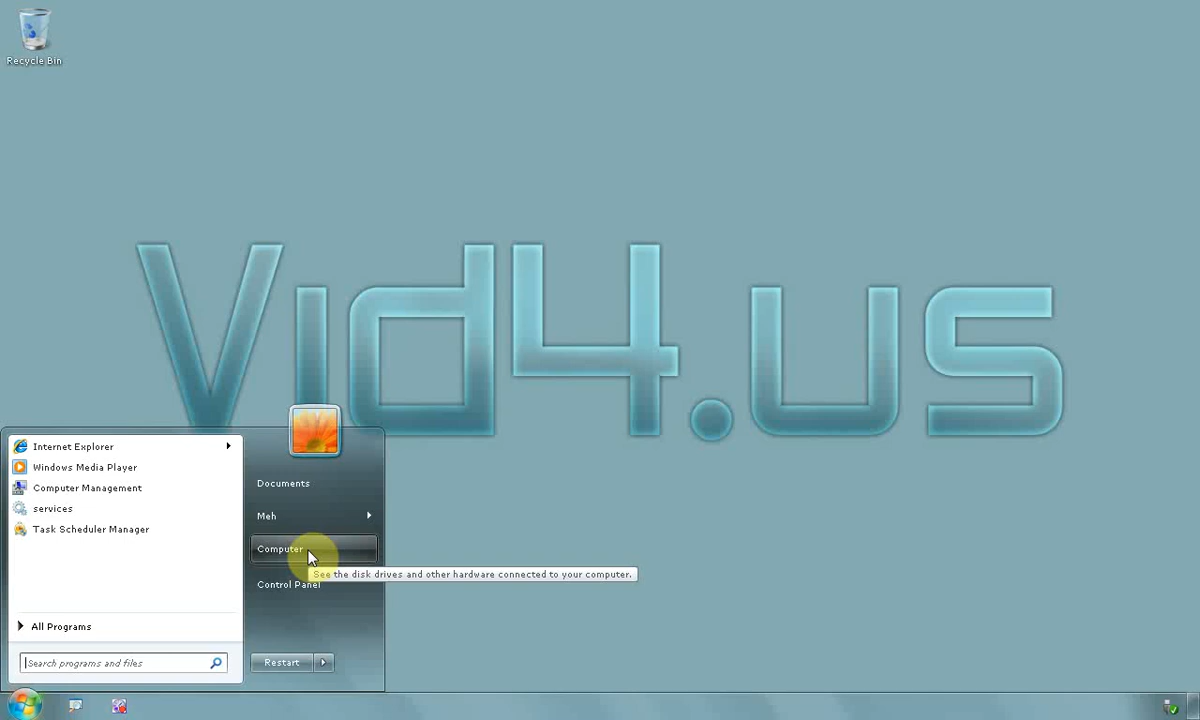 Recycle Bin
Vid4.us
Internet Explorer
Windows Media Player
Computer Management
services
Task Scheduler Manager
All Programs
Search programs and files
Documents
Meh
Computer
See the disk drives and other hardware connected to your computer.
Control Panel
Restart